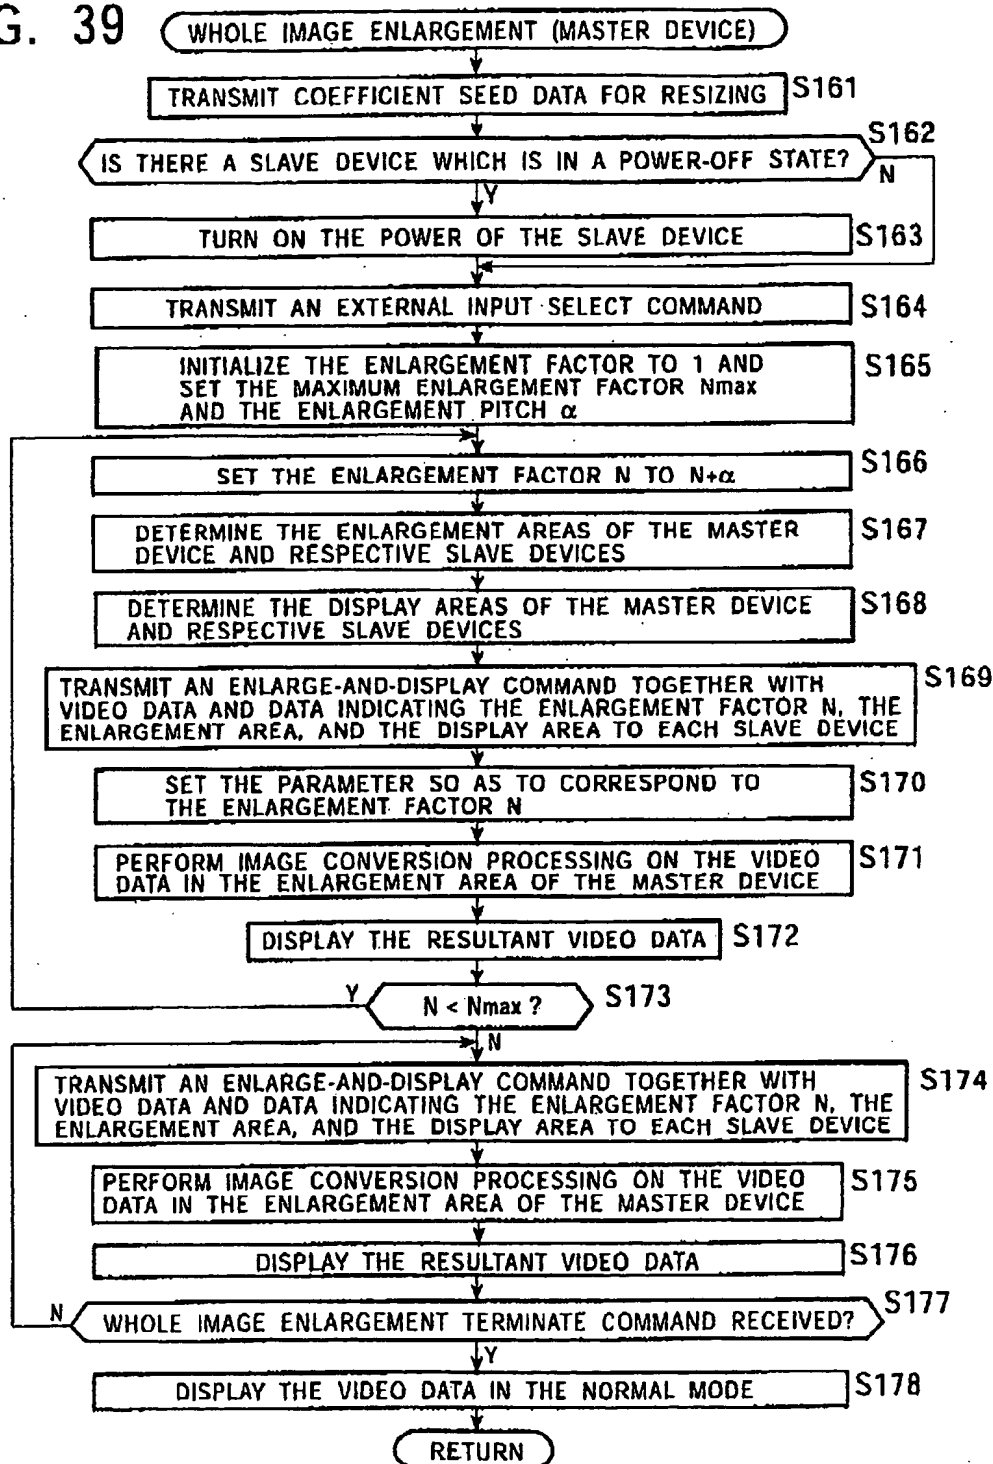 G. 39
WHOLE IMAGE ENLARGEMENT (MASTER DEVICE)
TRANSMIT COEFFICIENT SEED DATA FOR RESIZING
S161
S162
IS THERE A SLAVE DEVICE WHICH IS IN A POWER-OFF STATE?
N
Y
TURN ON THE POWER OF THE SLAVE DEVICE
S163
TRANSMIT AN EXTERNAL INPUT SELECT COMMAND
S164
INITIALIZE THE ENLARGEMENT FACTOR TO 1 AND
SET THE MAXIMUM ENLARGEMENT FACTOR Nmax
AND THE ENLARGEMENT PITCH α
S165
SET THE ENLARGEMENT FACTOR N TO N+α
S166
DETERMINE THE ENLARGEMENT AREAS OF THE MASTER
DEVICE AND RESPECTIVE SLAVE DEVICES
S167
DETERMINE THE DISPLAY AREAS OF THE MASTER DEVICE
AND RESPECTIVE SLAVE DEVICES
S168
TRANSMIT AN ENLARGE-AND-DISPLAY COMMAND TOGETHER WITH
VIDEO DATA AND DATA INDICATING THE ENLARGEMENT FACTOR N, THE
ENLARGEMENT AREA, AND THE DISPLAY AREA TO EACH SLAVE DEVICE
S169
SET THE PARAMETER SO AS TO CORRESPOND TO
THE ENLARGEMENT FACTOR N
S170
PERFORM IMAGE CONVERSION PROCESSING ON THE VIDEO
DATA IN THE ENLARGEMENT AREA OF THE MASTER DEVICE
S171
DISPLAY THE RESULTANT VIDEO DATA
S172
Y
N < Nmax ?
S173
N
TRANSMIT AN ENLARGE-AND-DISPLAY COMMAND TOGETHER WITH
VIDEO DATA AND DATA INDICATING THE ENLARGEMENT FACTOR N, THE
ENLARGEMENT AREA, AND THE DISPLAY AREA TO EACH SLAVE DEVICE
S174
PERFORM IMAGE CONVERSION PROCESSING ON THE VIDEO
DATA IN THE ENLARGEMENT AREA OF THE MASTER DEVICE
S175
DISPLAY THE RESULTANT VIDEO DATA
S176
N
WHOLE IMAGE ENLARGEMENT TERMINATE COMMAND RECEIVED?
S177
Y
DISPLAY THE VIDEO DATA IN THE NORMAL MODE
S178
RETURN